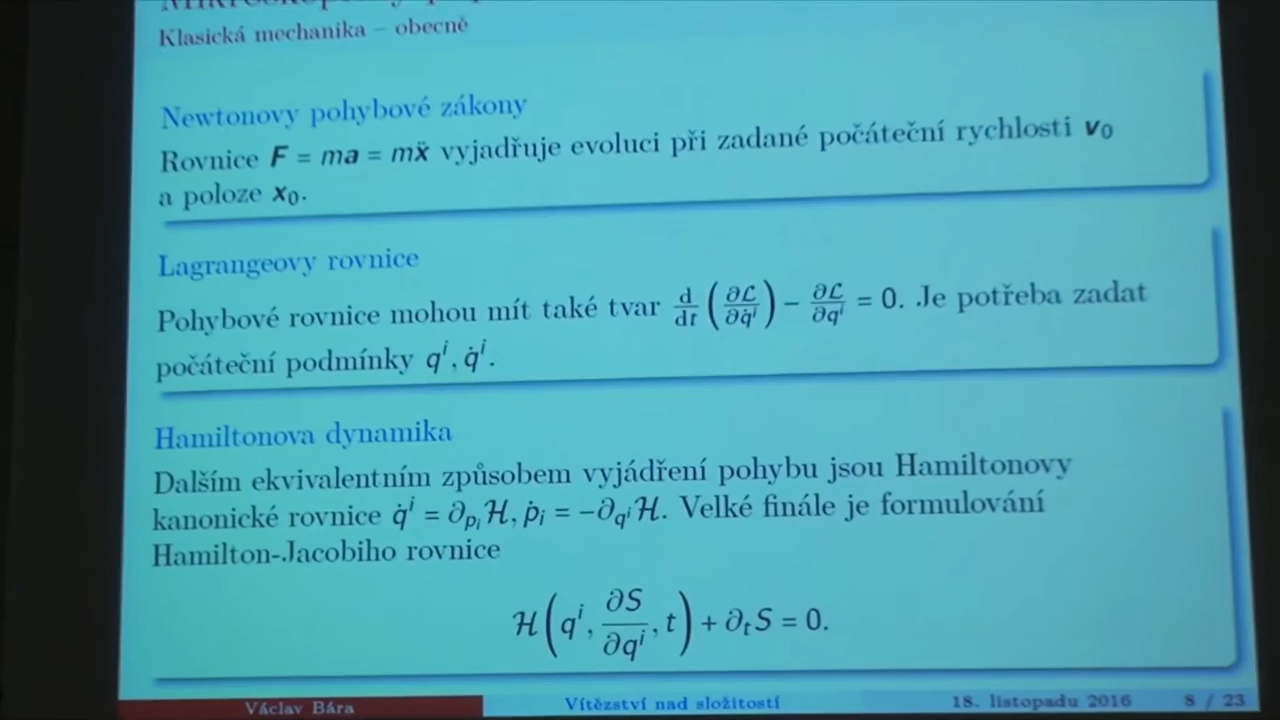 Klasická mechanika – obecně
Newtonovy pohybové zákony
Rovnice F = ma = mẍ vyjadřuje evoluci při zadané počáteční rychlosti v₀
a poloze x₀.
Lagrangeovy rovnice
Pohybové rovnice mohou mít také tvar d/dt (∂ℒ/∂q̇ⁱ) − ∂ℒ/∂qⁱ = 0. Je potřeba zadat
počáteční podmínky qⁱ, q̇ⁱ.
Hamiltonova dynamika
Dalším ekvivalentním způsobem vyjádření pohybu jsou Hamiltonovy
kanonické rovnice q̇ⁱ = ∂_{pᵢ}ℋ, ṗᵢ = −∂_{qⁱ}ℋ. Velké finále je formulování
Hamilton-Jacobiho rovnice
ℋ(qⁱ, ∂S/∂qⁱ, t) + ∂ₜS = 0.
Václav Bára Vítězství nad složitostí 18. listopadu 2016 8 / 23